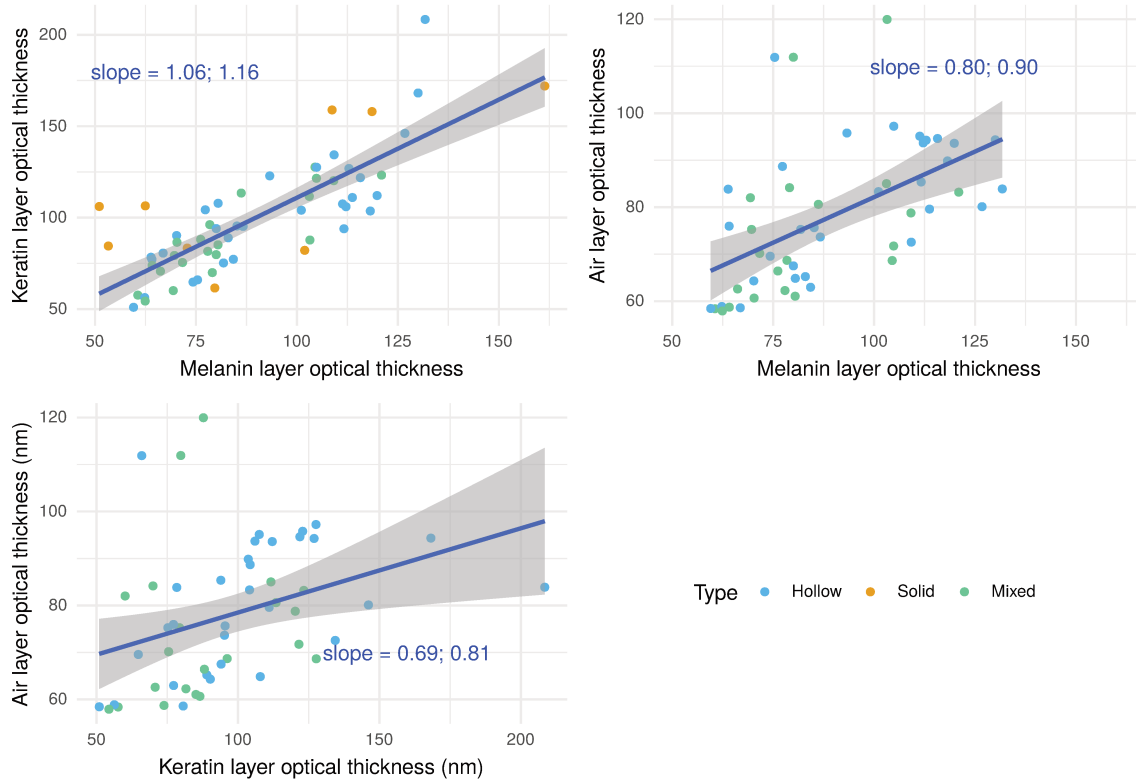 Keratin layer optical thickness
200
150
100
50
slope = 1.06; 1.16
50 75 100 125 150
Melanin layer optical thickness
Air layer optical thickness
120
100
80
60
slope = 0.80; 0.90
50 75 100 125 150
Melanin layer optical thickness
Air layer optical thickness (nm)
120
100
80
60
slope = 0.69; 0.81
50 100 150 200
Keratin layer optical thickness (nm)
Type Hollow Solid Mixed